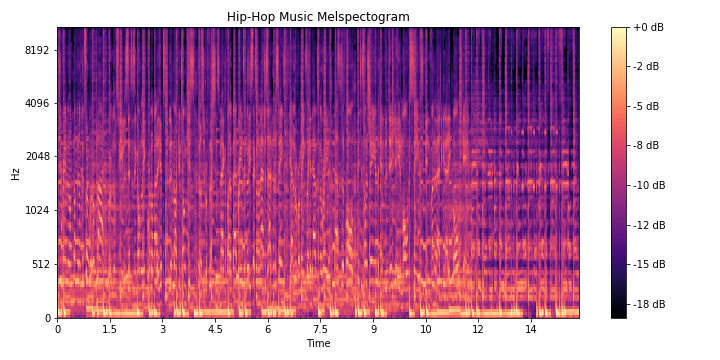 Hip-Hop Music Melspectogram
8192
4096
2048
1024
512
0
Hz
0 1.5 3 4.5 6 7.5 9 10 12 14
Time
+0 dB
-2 dB
-5 dB
-8 dB
-10 dB
-12 dB
-15 dB
-18 dB